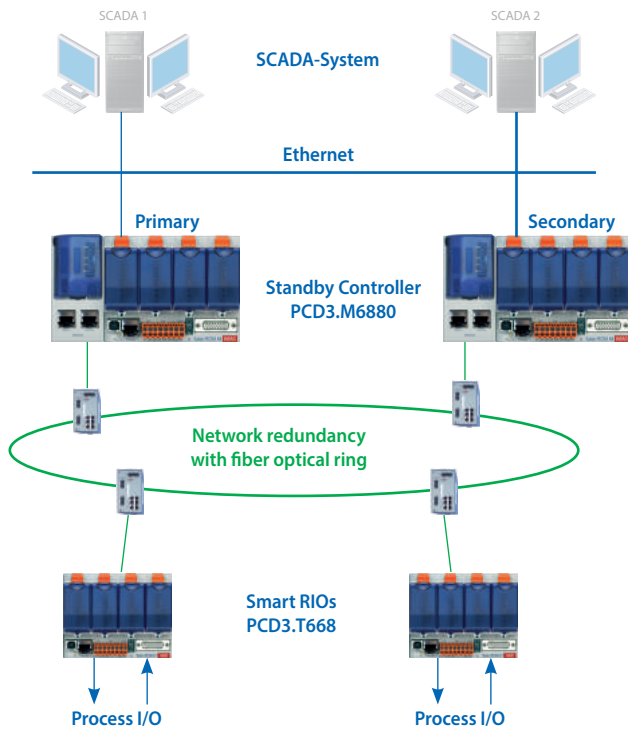 SCADA 1
SCADA 2
SCADA-System
Ethernet
Primary
Secondary
Standby Controller
PCD3.M6880
Network redundancy
with fiber optical ring
Smart RIOs
PCD3.T668
Process I/O
Process I/O